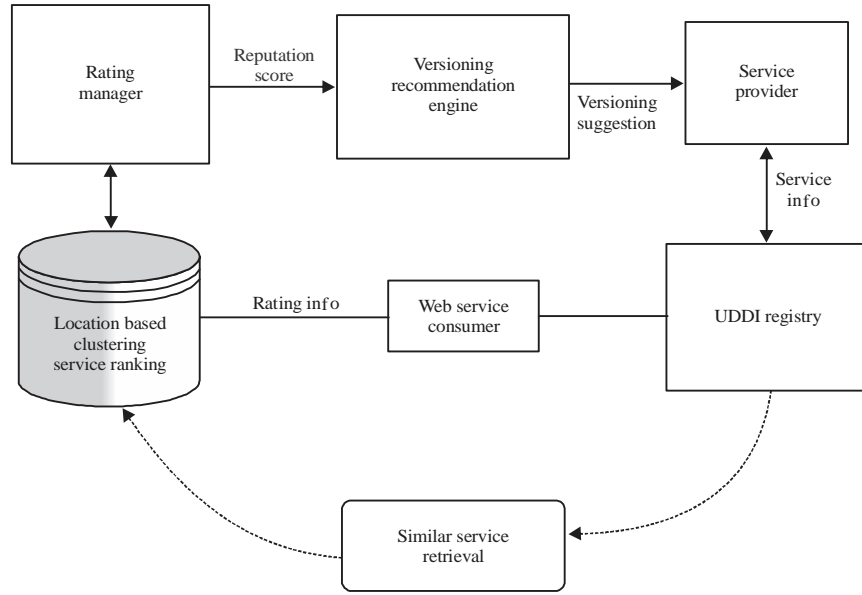 Rating
manager
Reputation
score
Versioning
recommendation
engine
Versioning
suggestion
Service
provider
Service
info
Location based
clustering
service ranking
Rating info
Web service
consumer
UDDI registry
Similar service
retrieval